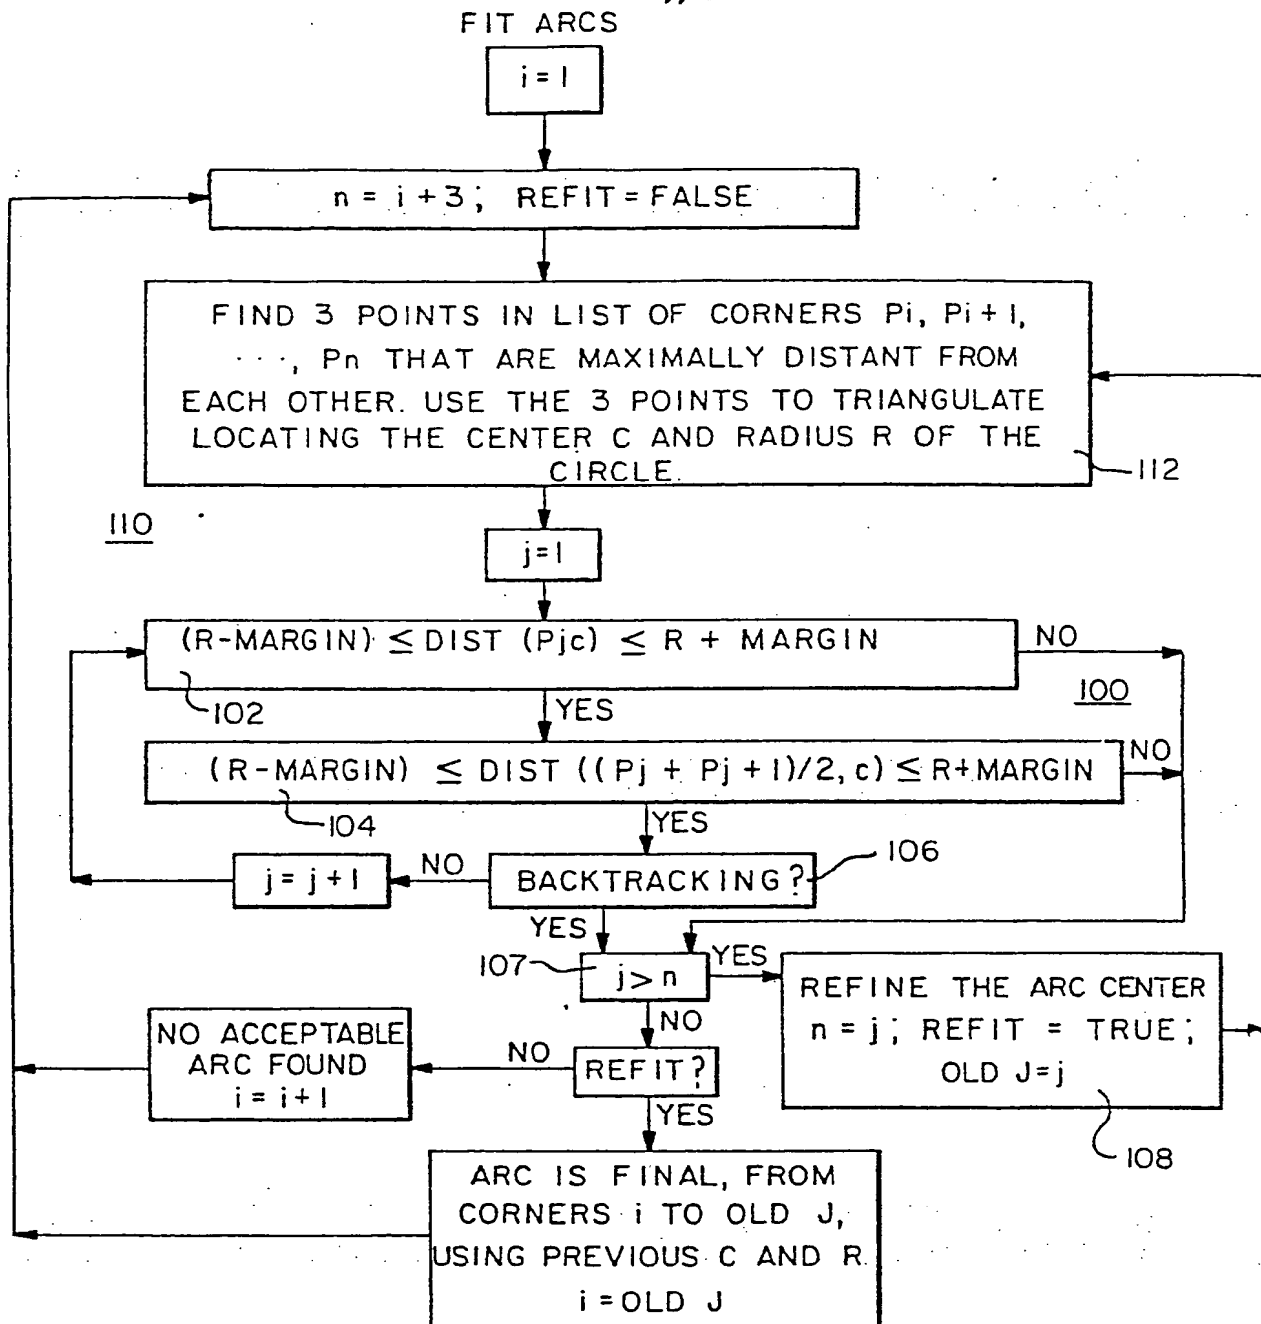 FIT ARCS
i = 1
n = i + 3; REFIT = FALSE
FIND 3 POINTS IN LIST OF CORNERS Pi, Pi + 1,
..., Pn THAT ARE MAXIMALLY DISTANT FROM
EACH OTHER. USE THE 3 POINTS TO TRIANGULATE
LOCATING THE CENTER C AND RADIUS R OF THE
CIRCLE.
112
110
j = 1
(R-MARGIN) ≤ DIST (Pjc) ≤ R + MARGIN
NO
102
YES
100
(R-MARGIN) ≤ DIST ((Pj + Pj + 1)/2, c) ≤ R + MARGIN
NO
104
YES
106
BACKTRACKING?
NO
j = j + 1
YES
107
j > n
YES
REFINE THE ARC CENTER
n = j; REFIT = TRUE;
OLD J = j
108
NO
REFIT?
NO
NO ACCEPTABLE
ARC FOUND
i = i + 1
YES
ARC IS FINAL, FROM
CORNERS i TO OLD J,
USING PREVIOUS C AND R.
i = OLD J